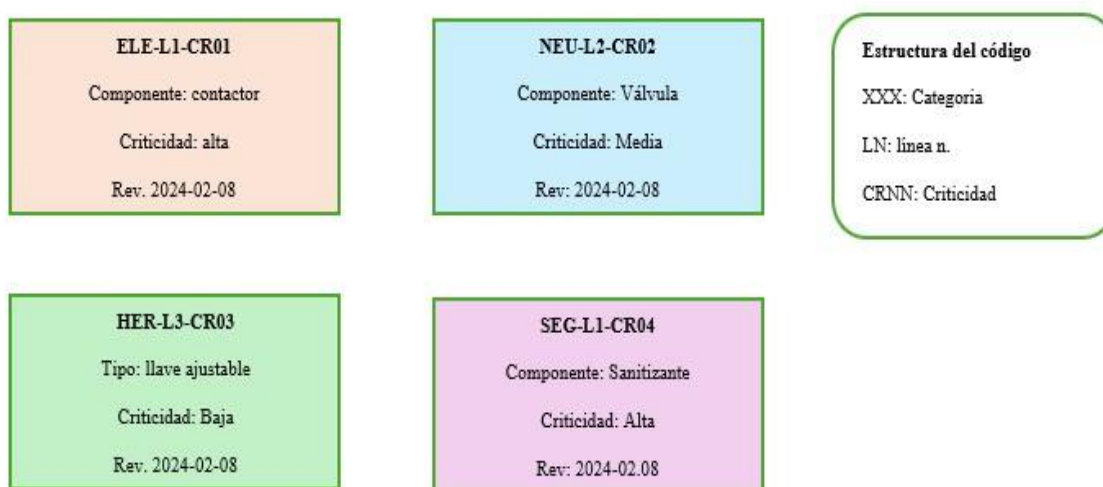 ELE-L1-CR01
Componente: contactor
Criticidad: alta
Rev. 2024-02-08
NEU-L2-CR02
Componente: Válvula
Criticidad: Media
Rev: 2024-02-08
Estructura del código
XXX: Categoria
LN: linea n.
CRNN: Criticidad
HER-L3-CR03
Tipo: llave ajustable
Criticidad: Baja
Rev. 2024-02-08
SEG-L1-CR04
Componente: Sanitizante
Criticidad: Alta
Rev: 2024-02.08